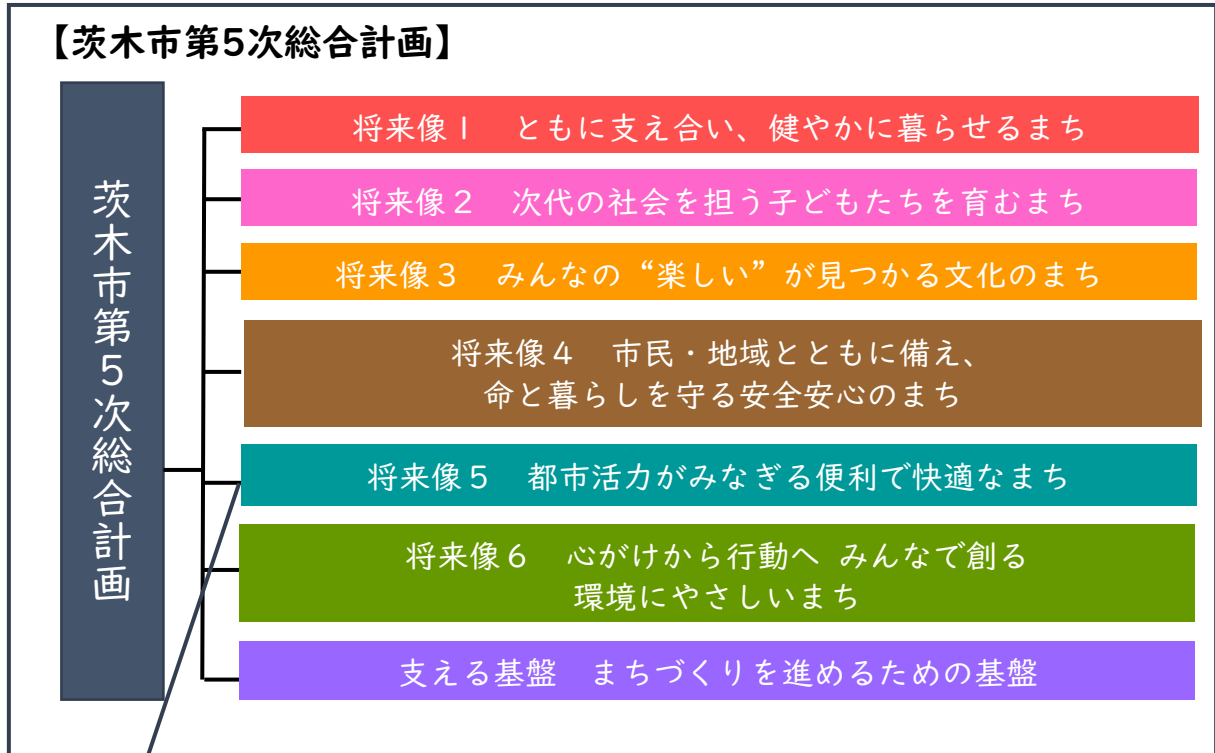 【茨木市第5次総合計画】
茨木市第5次総合計画
将来像1　ともに支え合い、健やかに暮らせるまち
将来像2　次代の社会を担う子どもたちを育むまち
将来像3　みんなの“楽しい”が見つかる文化のまち
将来像4　市民・地域とともに備え、
命と暮らしを守る安全安心のまち
将来像5　都市活力がみなぎる便利で快適なまち
将来像6　心がけから行動へ みんなで創る
環境にやさしいまち
支える基盤　まちづくりを進めるための基盤